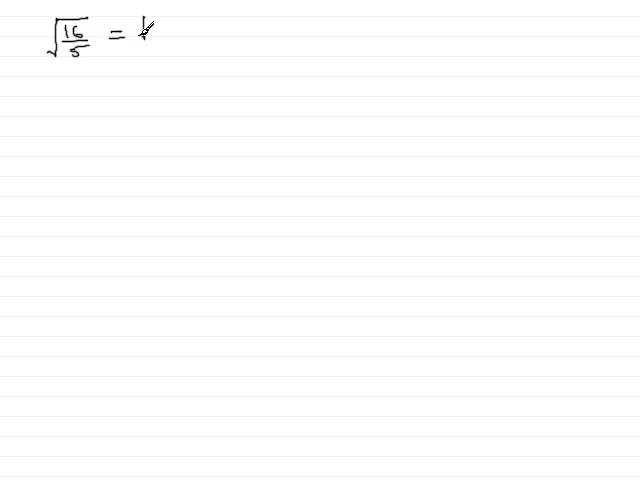 √(16/5) =